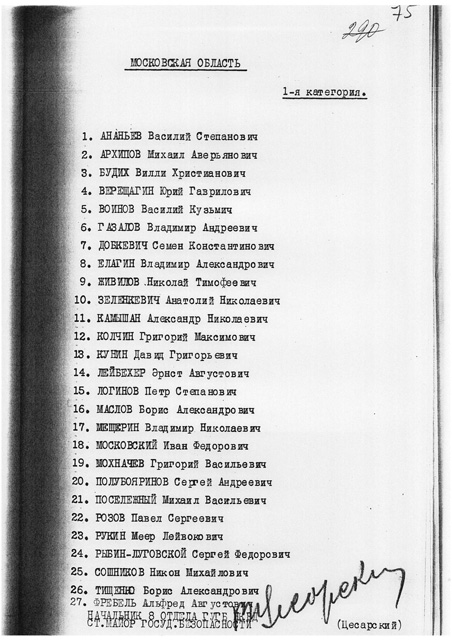 290 75
МОСКОВСКАЯ ОБЛАСТЬ
1-я категория.
1. АНАНЬЕВ Василий Степанович
2. АРХИПОВ Михаил Аверьянович
3. БУДИХ Вилли Христианович
4. ВЕРЕЩАГИН Юрий Гаврилович
5. ВОИНОВ Василий Кузьмич
6. ГАЗАЛОВ Владимир Андреевич
7. ДОБКЕВИЧ Семен Константинович
8. ЕЛАГИН Владимир Александрович
9. ЖИВИЛОВ Николай Тимофеевич
10. ЗЕЛЕНКЕВИЧ Анатолий Николаевич
11. КАМЫШАН Александр Николаевич
12. КОЛЧИН Григорий Максимович
13. КУНИН Давид Григорьевич
14. ЛЕЙБЕХЕР Эрнст Августович
15. ЛОГИНОВ Петр Степанович
16. МАСЛОВ Борис Александрович
17. МЕЩЕРИН Владимир Николаевич
18. МОСКОВСКИЙ Иван Федорович
19. МОХНАЧЕВ Григорий Васильевич
20. ПОЛУБОЯРИНОВ Сергей Андреевич
21. ПОСЕЛЕННЫЙ Михаил Васильевич
22. РОЗОВ Павел Сергеевич
23. РУКИН Меер Лейвокович
24. РЫБИН-ЛУГОВСКОЙ Сергей Федорович
25. СОШНИКОВ Никон Михайлович
26. ТИЩЕНКО Борис Александрович
27. ФРЕБЕЛЬ Альфред Августович
НАЧАЛЬНИК 8 ОТДЕЛА ГУГБ НКВД
СТ.МАЙОР ГОСУД.БЕЗОПАСНОСТИ (Цесарский)
Цесарский